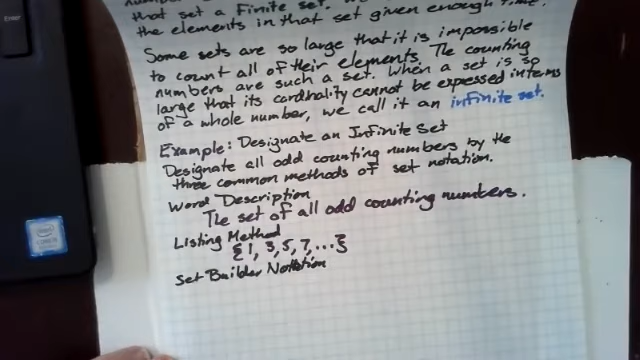 that set a Finite set.
the elements in that set given enough time.
Some sets are so large that it is impossible
to count all of their elements. The counting
numbers are such a set. When a set is so
large that its cardinality cannot be expressed in terms
of a whole number, we call it an infinite set.
Example: Designate an Infinite Set
Designate all odd counting numbers by the
three common methods of set notation.
Word Description
The set of all odd counting numbers.
Listing Method
{1, 3, 5, 7, ...}
Set Builder Notation